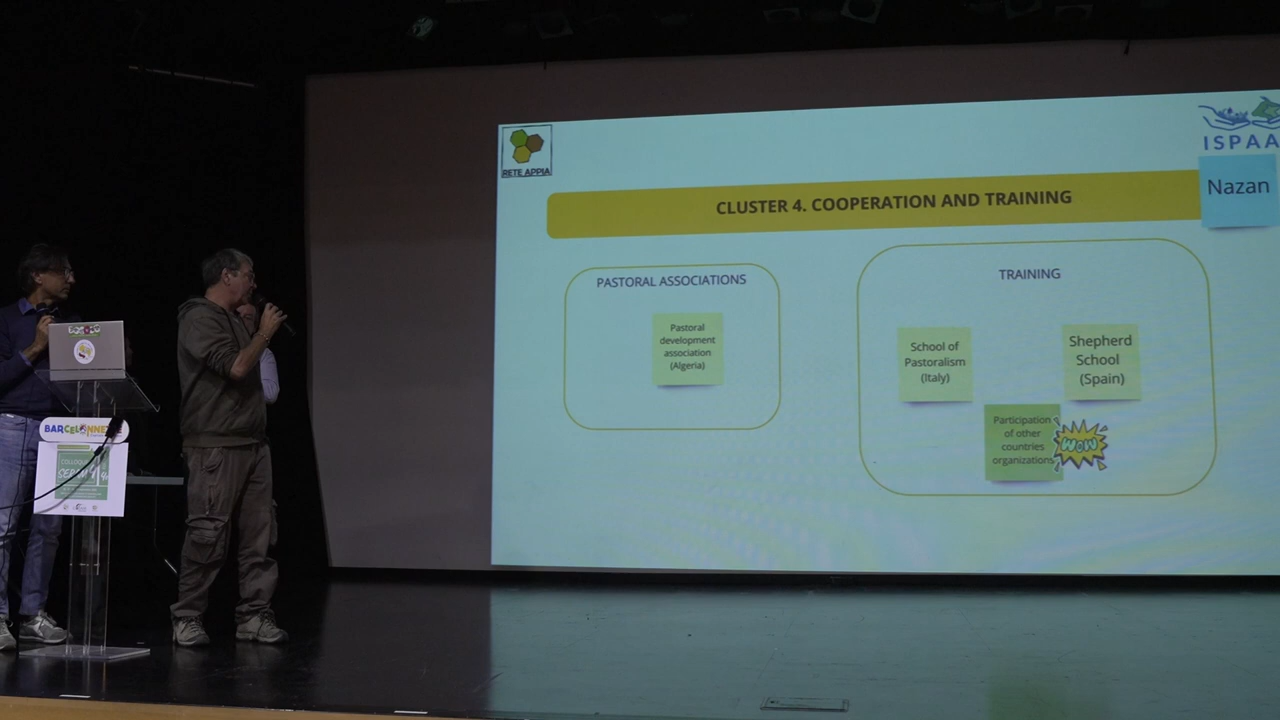 RETE APPIA
ISPAA
Nazan
CLUSTER 4. COOPERATION AND TRAINING
PASTORAL ASSOCIATIONS
Pastoral
development
association
(Algeria)
TRAINING
School of
Pastoralism
(Italy)
Shepherd
School
(Spain)
Participation
of other
countries
organizations
WOW
BARCELONNETTE